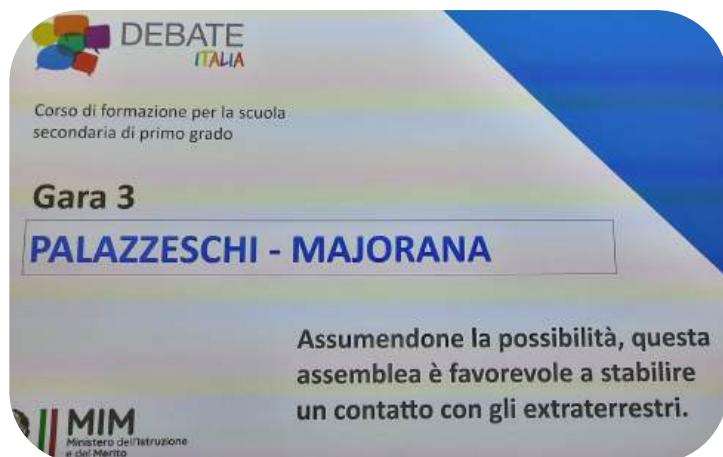 DEBATE
ITALIA
Corso di formazione per la scuola
secondaria di primo grado
Gara 3
PALAZZESCHI - MAJORANA
Assumendone la possibilità, questa
assemblea è favorevole a stabilire
un contatto con gli extraterrestri.
MIM
Ministero dell'Istruzione
e del Merito